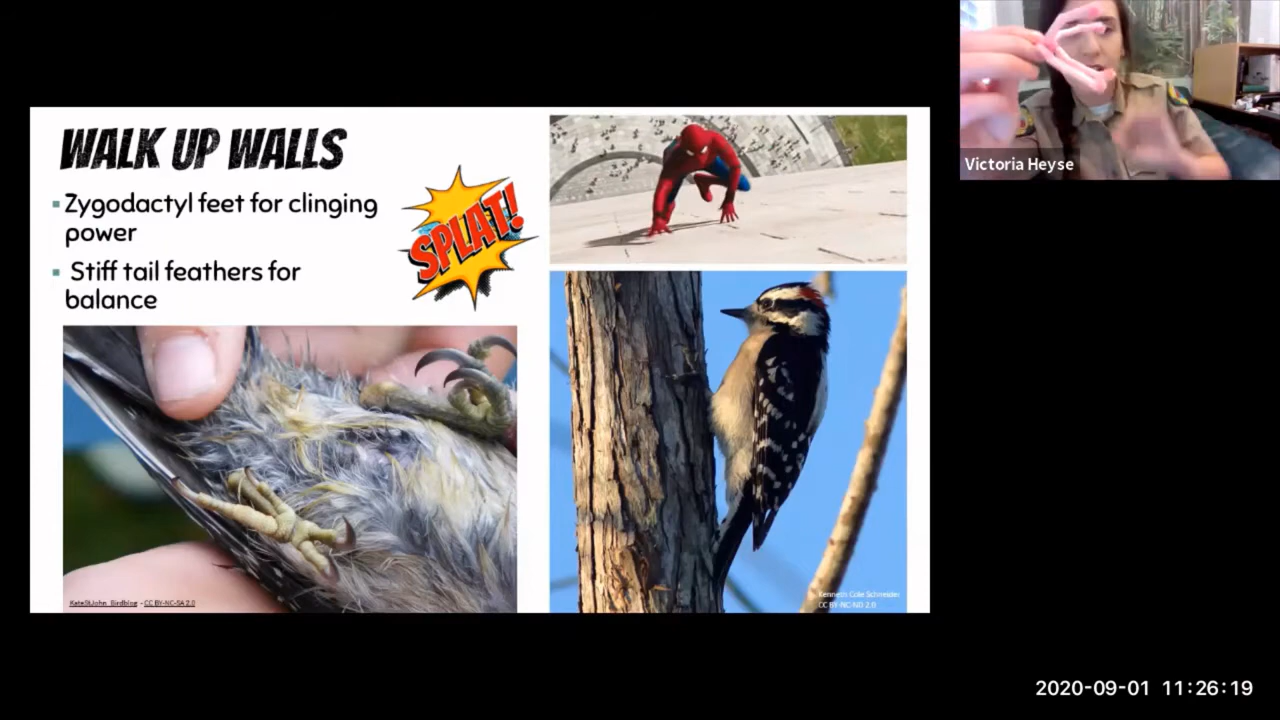 WALK UP WALLS
▪ Zygodactyl feet for clinging
power
▪ Stiff tail feathers for
balance
SPLAT!
KateStJohn_Birdblog - CC BY-NC-SA 2.0
Kenneth Cole Schneider
CC BY-NC-ND 2.0
Victoria Heyse
2020-09-01 11:26:19